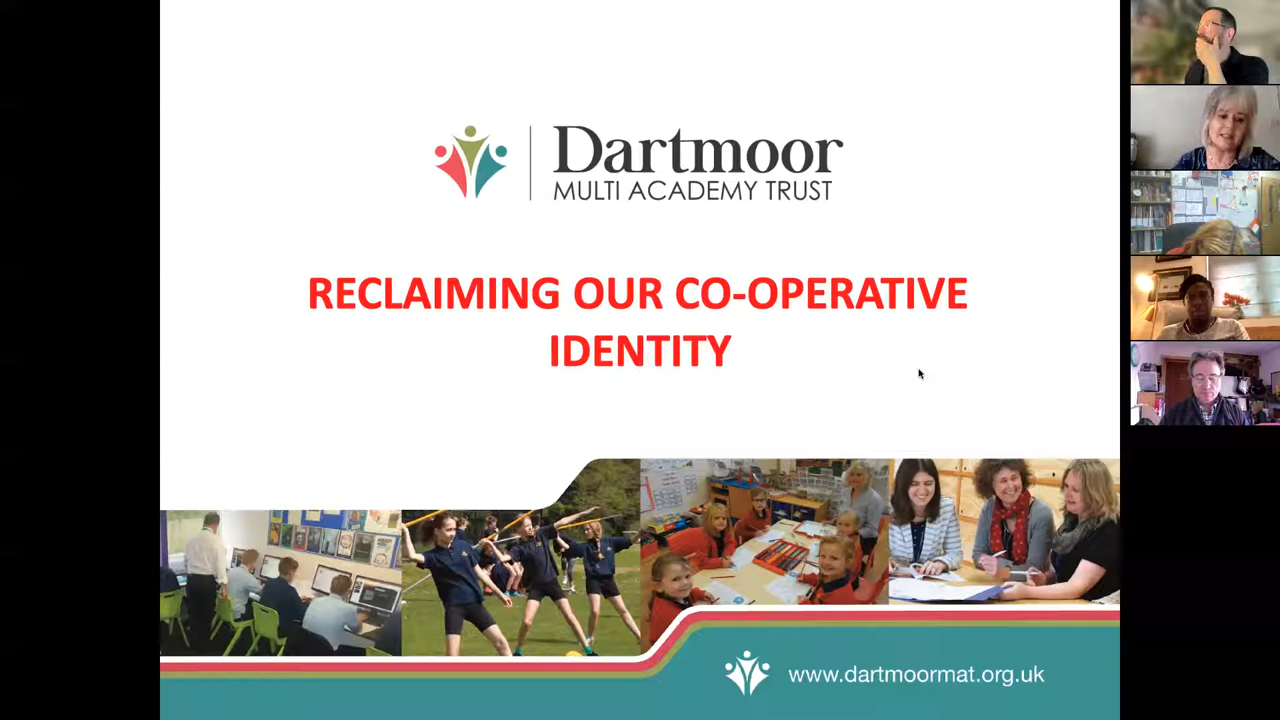 Dartmoor
MULTI ACADEMY TRUST
RECLAIMING OUR CO-OPERATIVE
IDENTITY
www.dartmoormat.org.uk